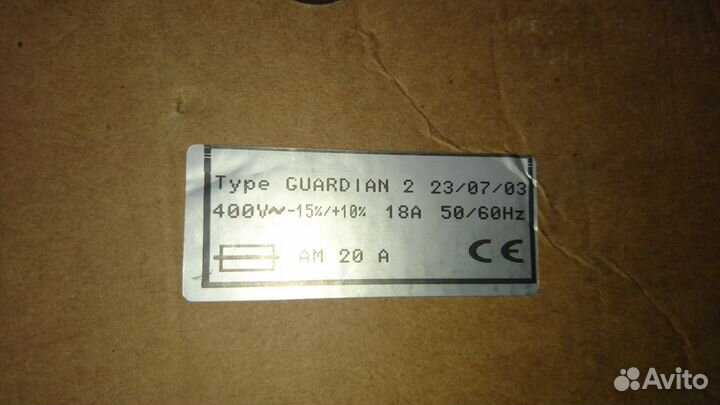 Type GUARDIAN 2 23/07/03
400V~-15%/+10% 18A 50/60Hz
AM 20 A CE
Avito